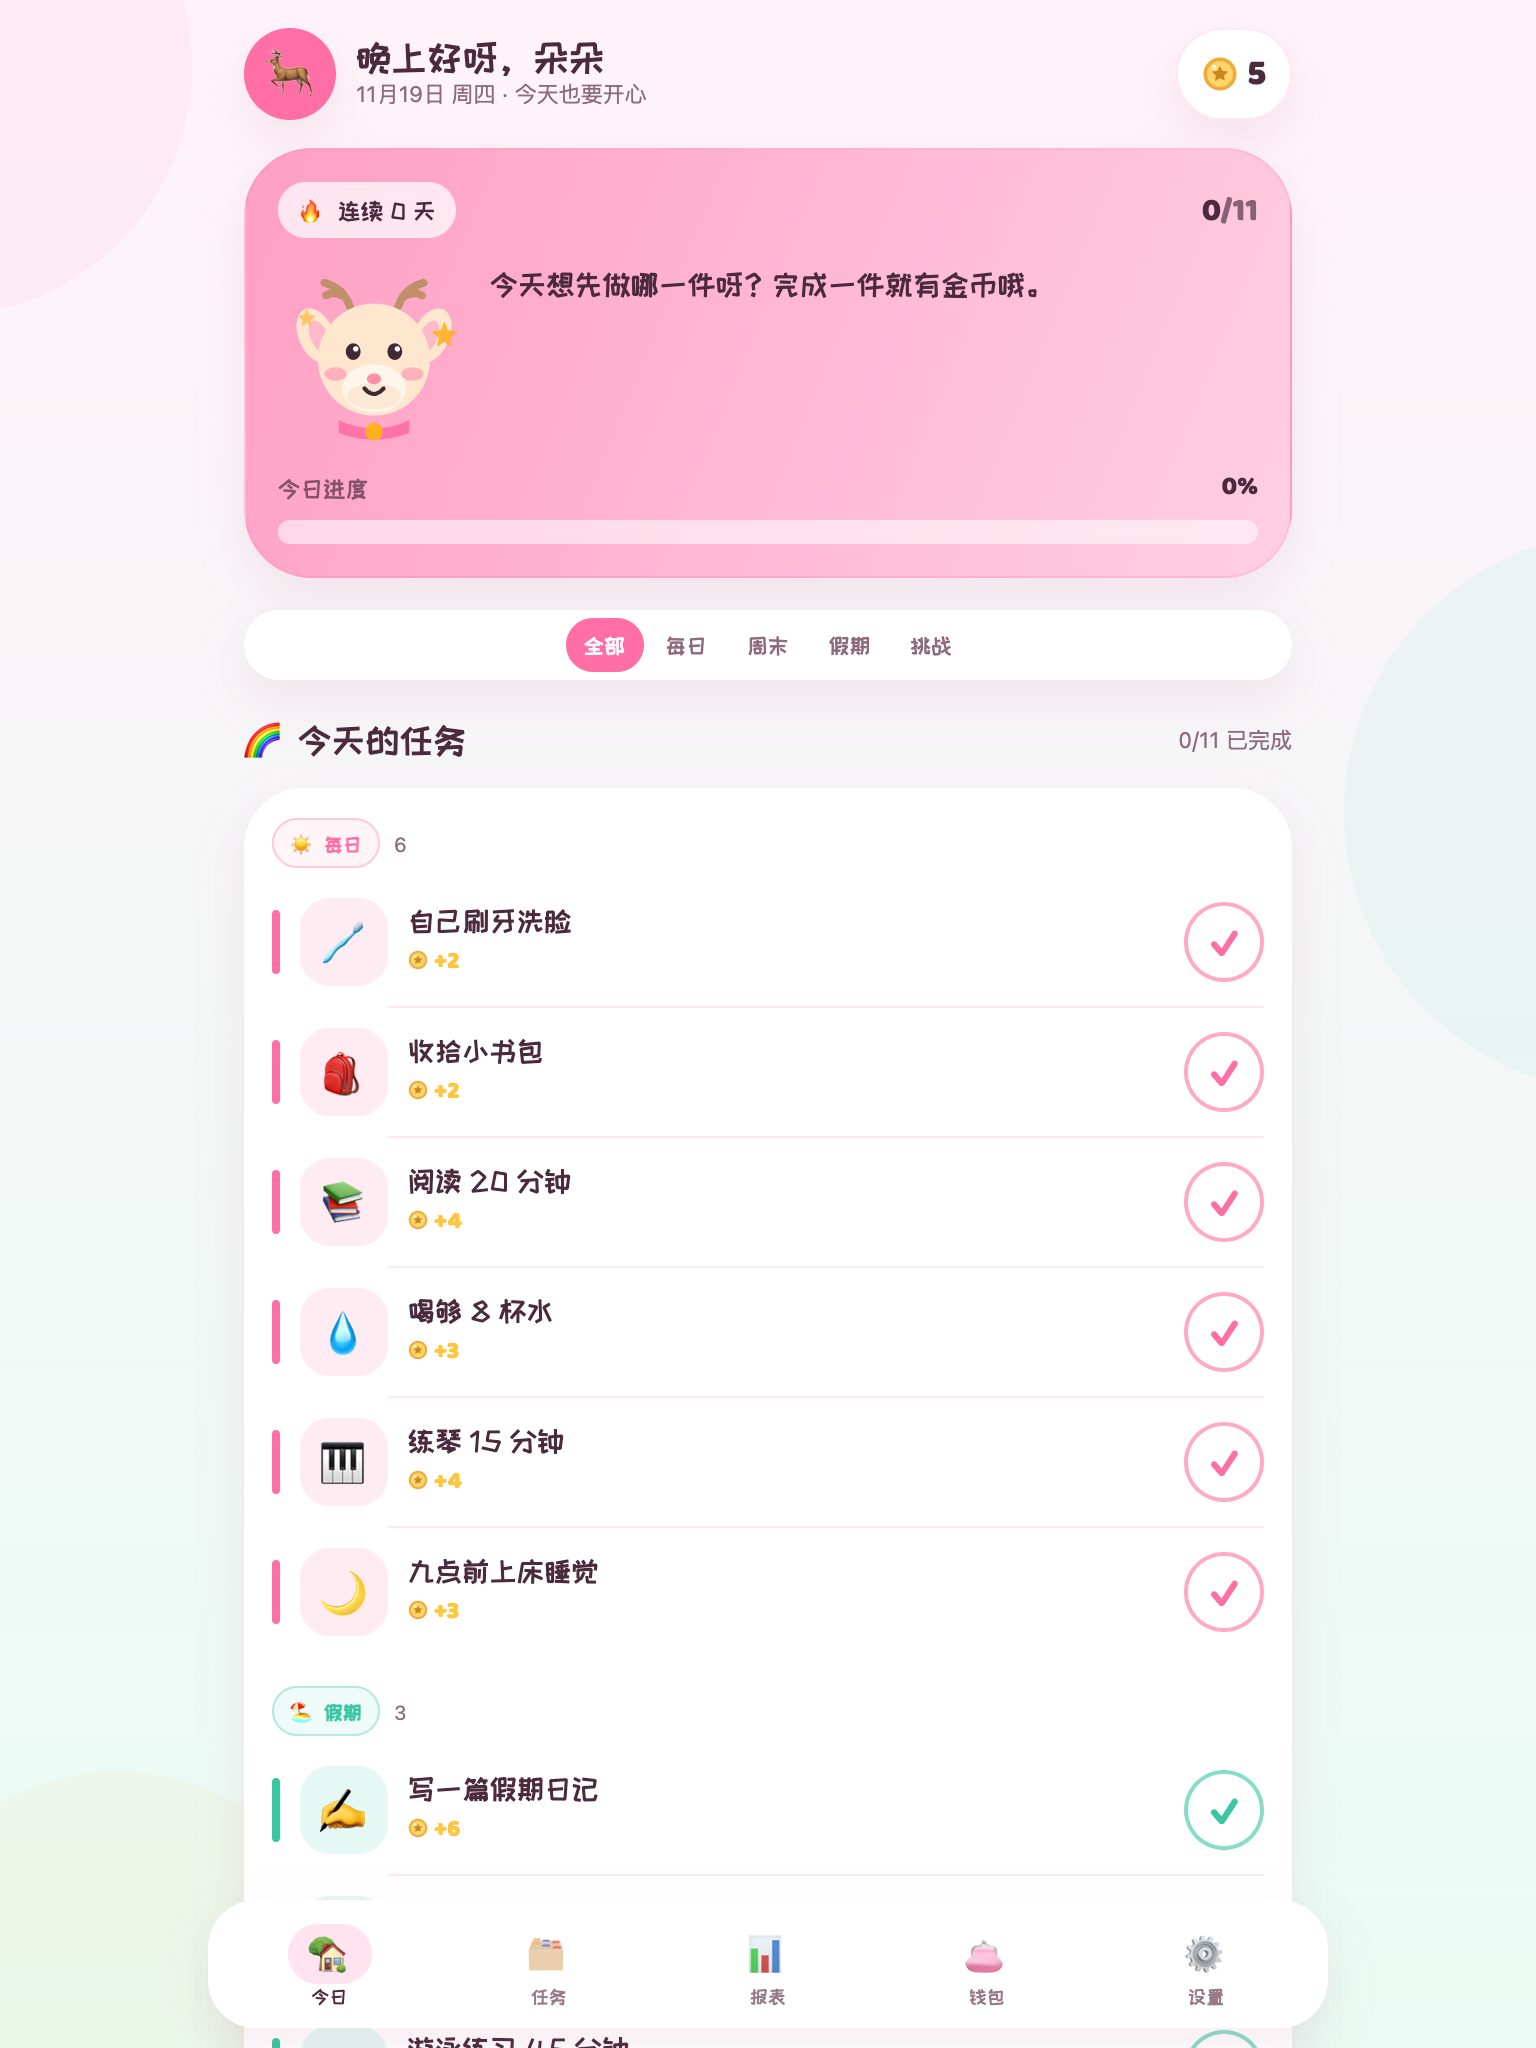 晚上好呀，朵朵
11月19日 周四 · 今天也要开心
5
连续 0 天
0/11
今天想先做哪一件呀？完成一件就有金币哦。
今日进度
0%
全部 每日 周末 假期 挑战
今天的任务
0/11 已完成
每日 6
自己刷牙洗脸
+2
收拾小书包
+2
阅读 20 分钟
+4
喝够 8 杯水
+3
练琴 15 分钟
+4
九点前上床睡觉
+3
假期 3
写一篇假期日记
+6
今日 任务 报表 钱包 设置
游泳练习 45 分钟